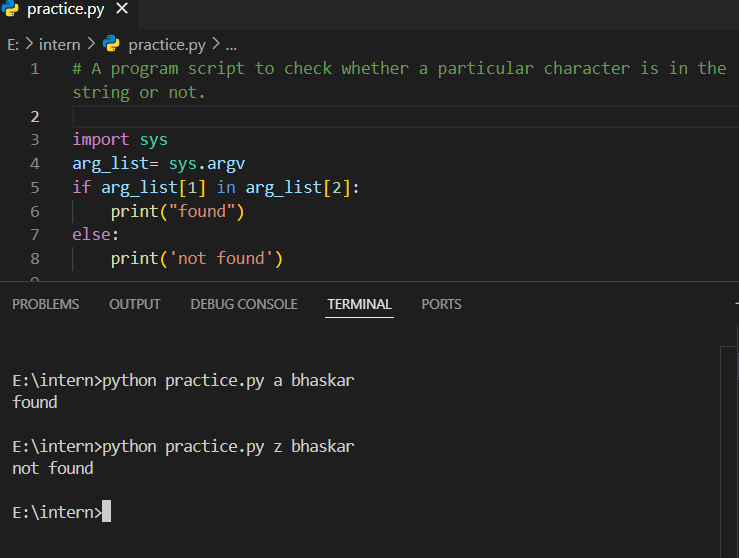 practice.py ×
E: > intern > practice.py > ...
1 # A program script to check whether a particular character is in the
string or not.
2
3 import sys
4 arg_list= sys.argv
5 if arg_list[1] in arg_list[2]:
6     print("found")
7 else:
8     print('not found')
PROBLEMS OUTPUT DEBUG CONSOLE TERMINAL PORTS
E:\intern>python practice.py a bhaskar
found
E:\intern>python practice.py z bhaskar
not found
E:\intern>